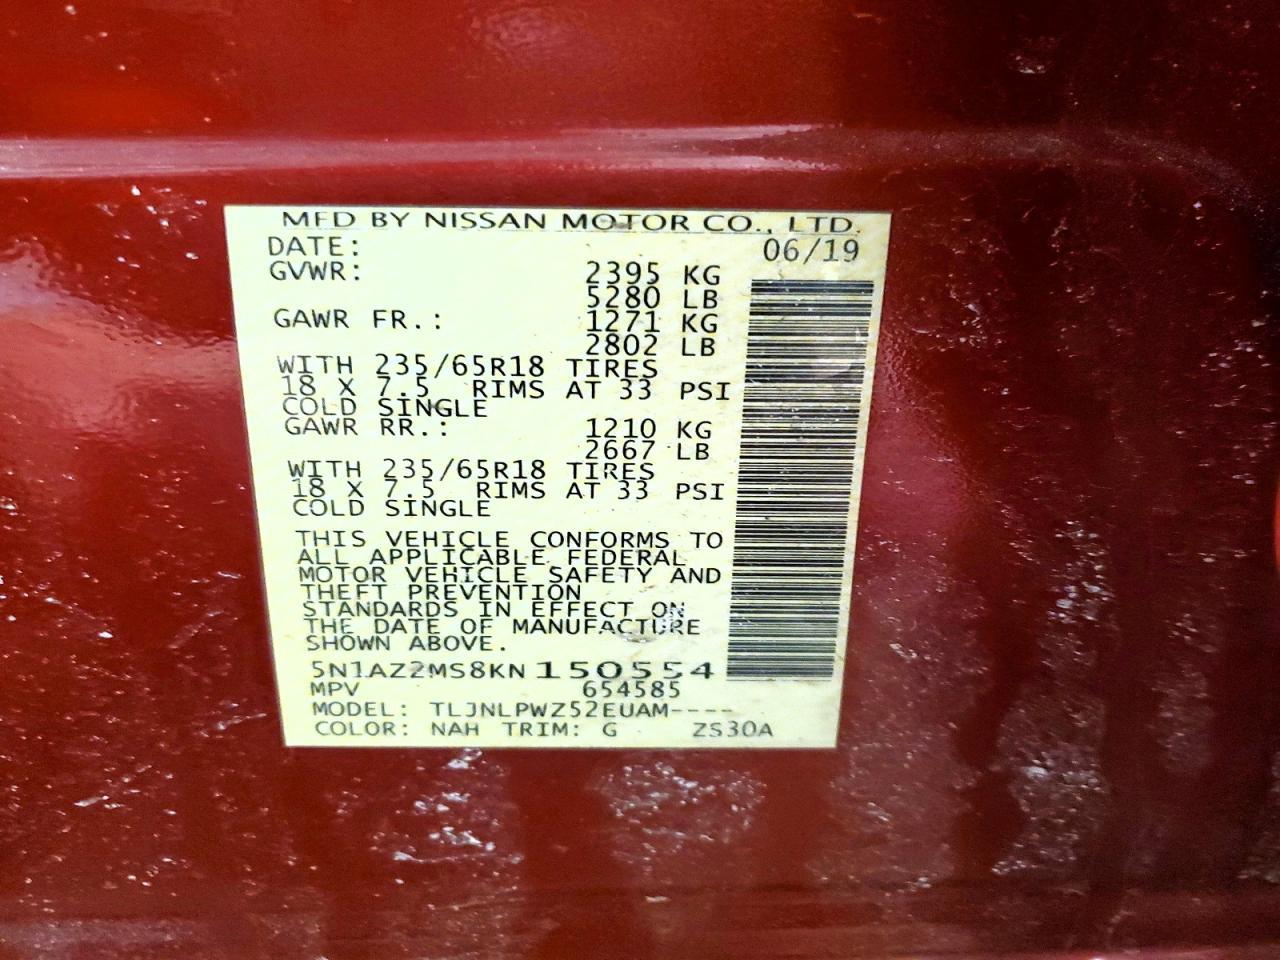 MFD BY NISSAN MOTOR CO., LTD.
DATE: 06/19
GVWR: 2395 KG
5280 LB
GAWR FR.: 1271 KG
2802 LB
WITH 235/65R18 TIRES
18 X 7.5 RIMS AT 33 PSI
COLD SINGLE
GAWR RR.: 1210 KG
2667 LB
WITH 235/65R18 TIRES
18 X 7.5 RIMS AT 33 PSI
COLD SINGLE
THIS VEHICLE CONFORMS TO
ALL APPLICABLE FEDERAL
MOTOR VEHICLE SAFETY AND
THEFT PREVENTION
STANDARDS IN EFFECT ON
THE DATE OF MANUFACTURE
SHOWN ABOVE.
5N1AZ2MS8KN150554
MPV 654585
MODEL: TLJNLPWZ52EUAM----
COLOR: NAH TRIM: G ZS30A